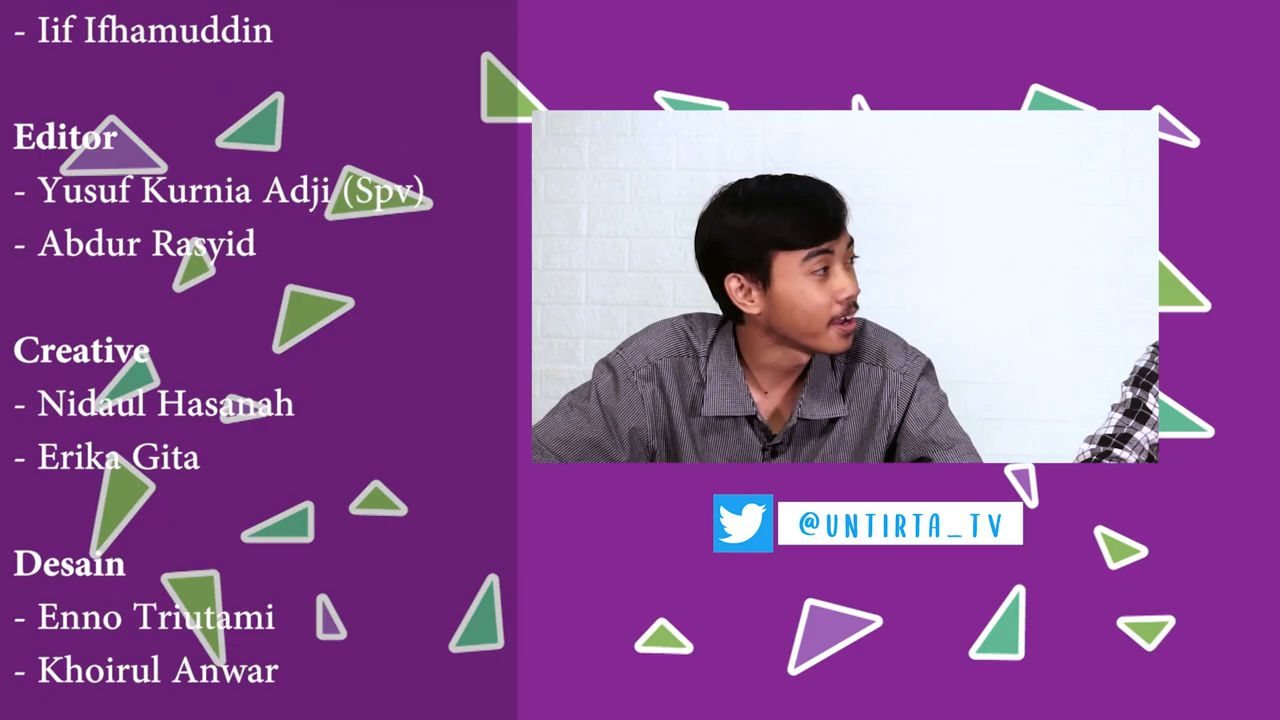 - Iif Ifhamuddin
Editor
- Yusuf Kurnia Adji (Spv)
- Abdur Rasyid
Creative
- Nidaul Hasanah
- Erika Gita
Desain
- Enno Triutami
- Khoirul Anwar
@UNTIRTA_TV